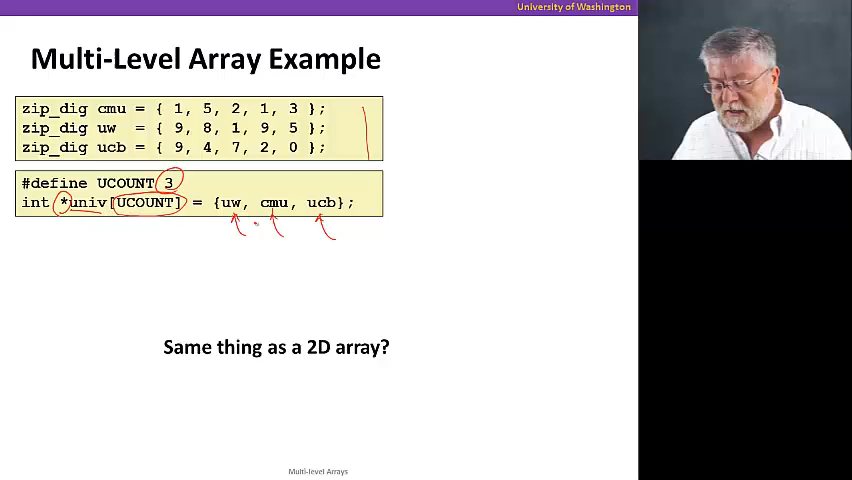 University of Washington
Multi-Level Array Example
zip_dig cmu = { 1, 5, 2, 1, 3 };
zip_dig uw  = { 9, 8, 1, 9, 5 };
zip_dig ucb = { 9, 4, 7, 2, 0 };
#define UCOUNT 3
int *univ[UCOUNT] = {uw, cmu, ucb};
Same thing as a 2D array?
Multi-level Arrays